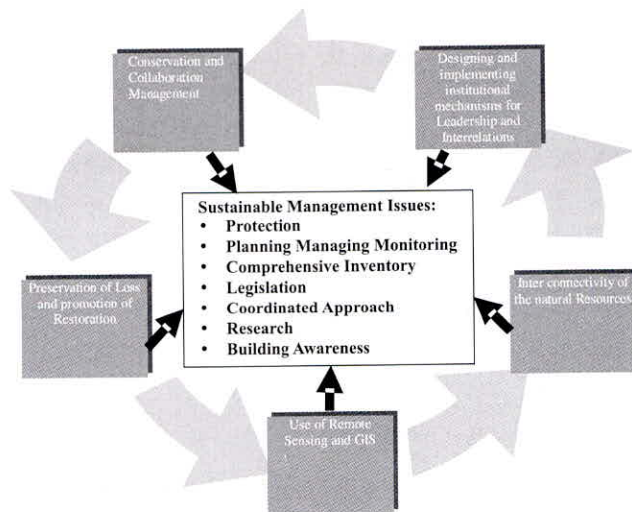 Conservation and
Collaboration
Management
Designing and
implementing
institutional
mechanisms for
Leadership and
Interrelations
Sustainable Management Issues:
• Protection
• Planning Managing Monitoring
• Comprehensive Inventory
• Legislation
• Coordinated Approach
• Research
• Building Awareness
Preservation of Loss
and promotion of
Restoration
Inter connectivity of
the natural Resources
Use of Remote
Sensing and GIS